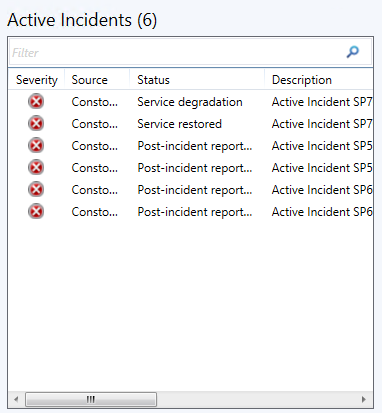 Active Incidents (6)
Filter
Severity Source Status Description
Consto... Service degradation Active Incident SP7
Consto... Service restored Active Incident SP7
Consto... Post-incident report... Active Incident SP5
Consto... Post-incident report... Active Incident SP5
Consto... Post-incident report... Active Incident SP6
Consto... Post-incident report... Active Incident SP6